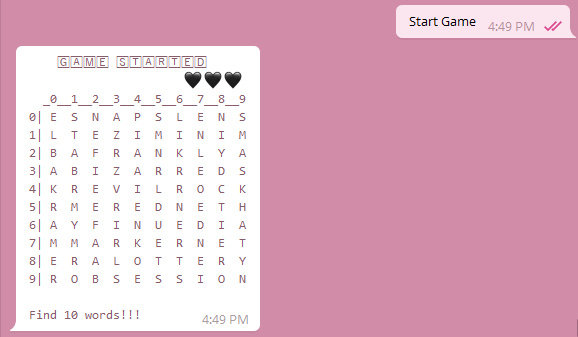 Start Game
4:49 PM
🄶🄰🄼🄴 🅂🅃🄰🅁🅃🄴🄳
🖤🖤🖤
_0__1__2__3__4__5__6__7__8__9
0| E S N A P S L E N S
1| L T E Z I M I N I M
2| B A F R A N K L Y A
3| A B I Z A R R E D S
4| K R E V I L R O C K
5| R M E R E D N E T H
6| A Y F I N U E D I A
7| M M A R K E R N E T
8| E R A L O T T E R Y
9| R O B S E S S I O N
Find 10 words!!!
4:49 PM